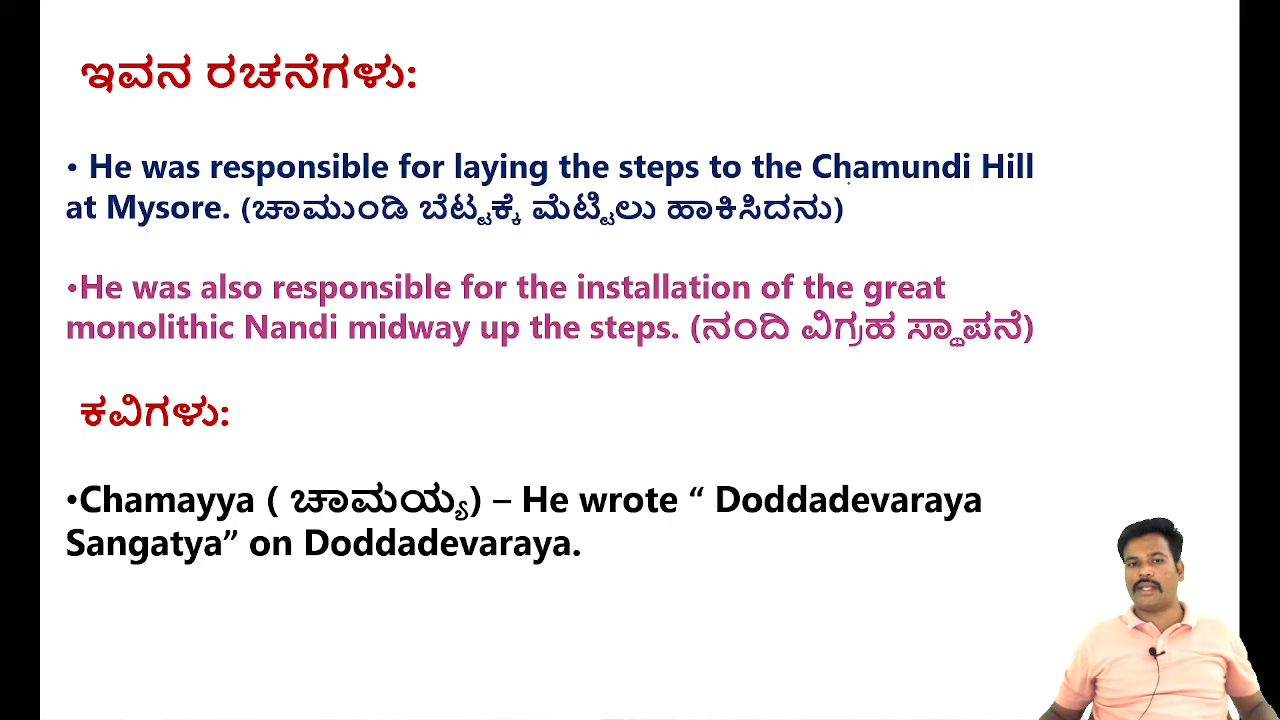 ಇವನ ರಚನೆಗಳು:
• He was responsible for laying the steps to the Chamundi Hill
at Mysore. (ಚಾಮುಂಡಿ ಬೆಟ್ಟಕ್ಕೆ ಮೆಟ್ಟಿಲು ಹಾಕಿಸಿದನು)
•He was also responsible for the installation of the great
monolithic Nandi midway up the steps. (ನಂದಿ ವಿಗ್ರಹ ಸ್ಥಾಪನೆ)
ಕವಿಗಳು:
•Chamayya ( ಚಾಮಯ್ಯ) – He wrote “ Doddadevaraya
Sangatya” on Doddadevaraya.